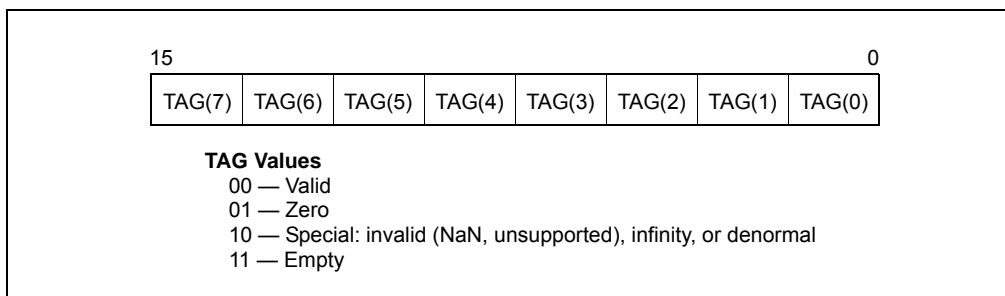 15 0
TAG(7) TAG(6) TAG(5) TAG(4) TAG(3) TAG(2) TAG(1) TAG(0)
TAG Values
00 — Valid
01 — Zero
10 — Special: invalid (NaN, unsupported), infinity, or denormal
11 — Empty